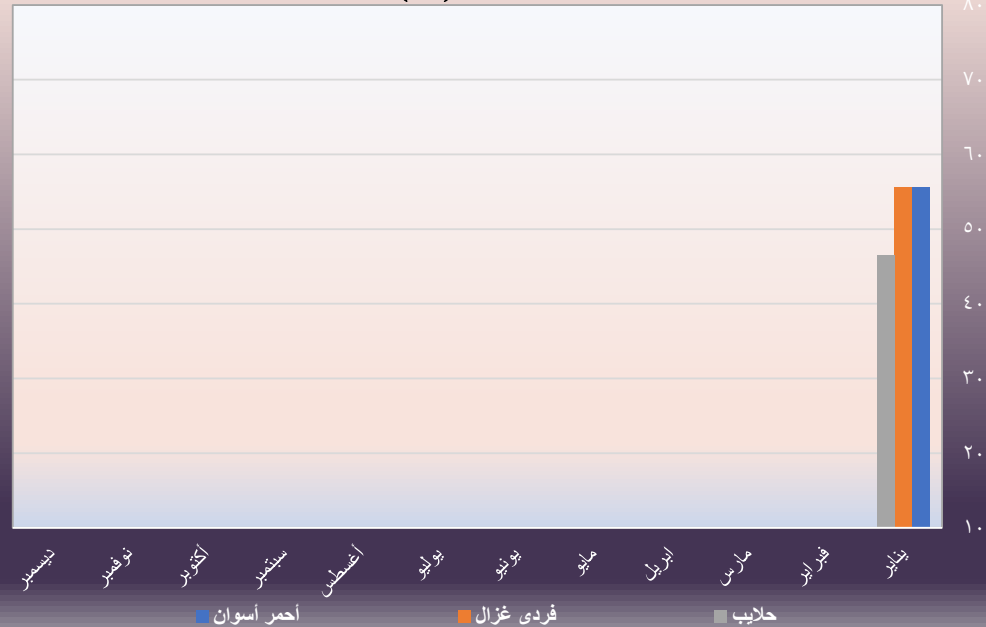 ٨٠
٧٠
٦٠
٥٠
٤٠
٣٠
٢٠
١٠
يناير
فبراير
مارس
ابريل
مايو
يونيو
يوليو
أغسطس
سبتمبر
أكتوبر
نوفمبر
ديسمبر
أحمر أسوان
فردى غزال
حلايب